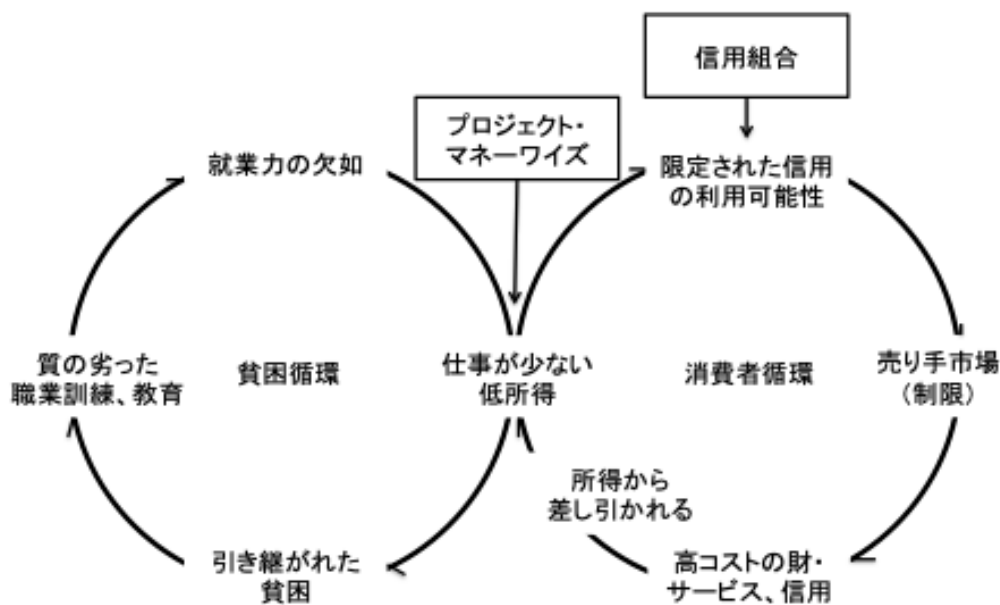 信用組合
プロジェクト・
マネーワイズ
就業力の欠如
限定された信用
の利用可能性
質の劣った
職業訓練、教育
貧困循環
仕事が少ない
低所得
消費者循環
売り手市場
(制限)
所得から
差し引かれる
引き継がれた
貧困
高コストの財・
サービス、信用